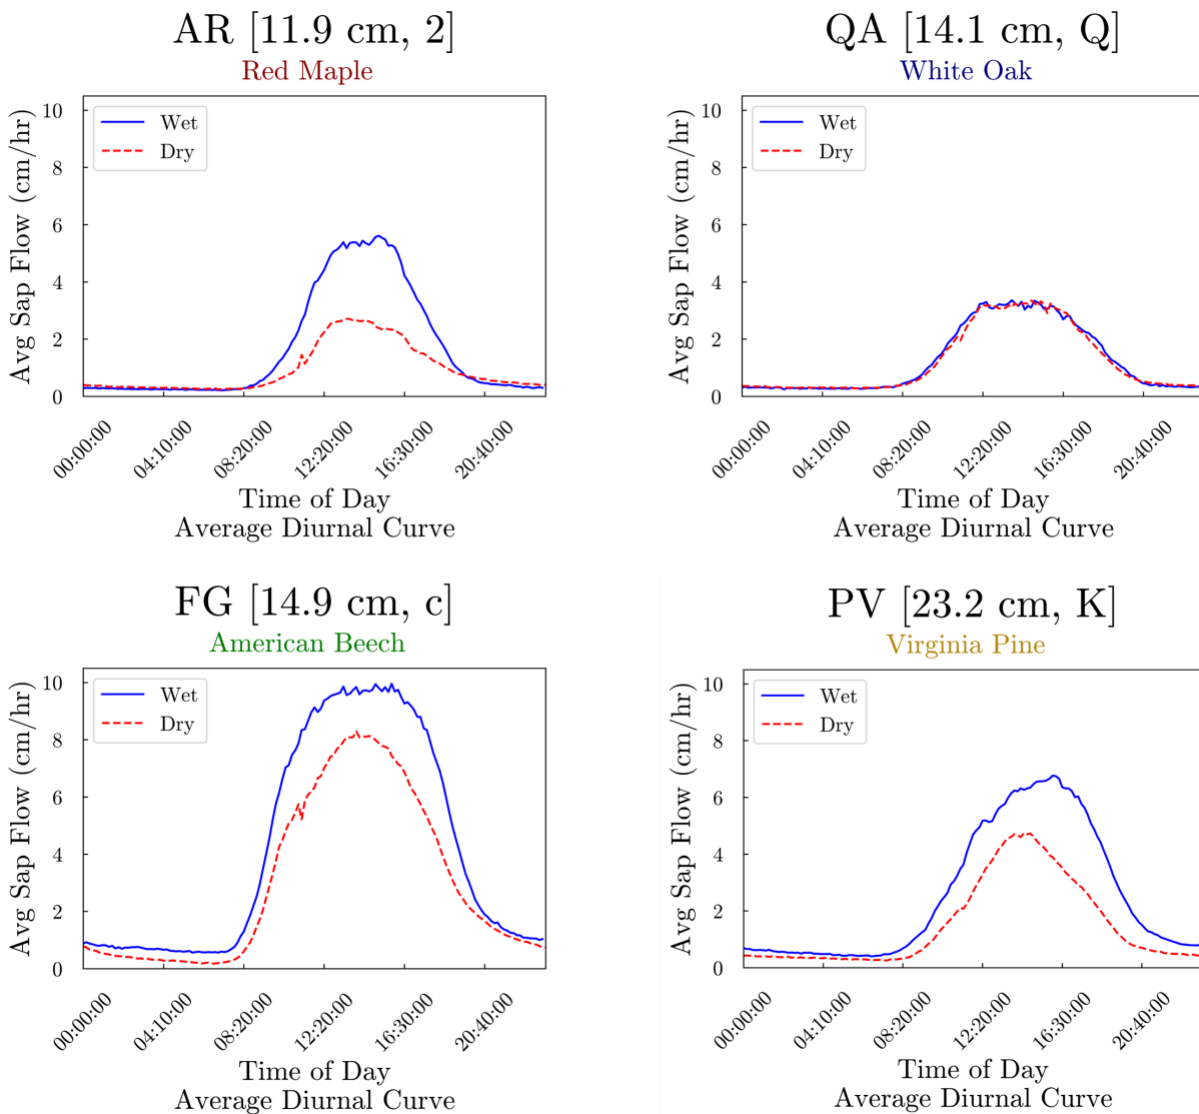 AR [11.9 cm, 2]
Red Maple
Avg Sap Flow (cm/hr)
10
8
6
4
2
0
Wet
Dry
00:00:00
04:10:00
08:20:00
12:20:00
16:30:00
20:40:00
Time of Day
Average Diurnal Curve
QA [14.1 cm, Q]
White Oak
Avg Sap Flow (cm/hr)
10
8
6
4
2
0
Wet
Dry
00:00:00
04:10:00
08:20:00
12:20:00
16:30:00
20:40:00
Time of Day
Average Diurnal Curve
FG [14.9 cm, c]
American Beech
Avg Sap Flow (cm/hr)
10
8
6
4
2
0
Wet
Dry
00:00:00
04:10:00
08:20:00
12:20:00
16:30:00
20:40:00
Time of Day
Average Diurnal Curve
PV [23.2 cm, K]
Virginia Pine
Avg Sap Flow (cm/hr)
10
8
6
4
2
0
Wet
Dry
00:00:00
04:10:00
08:20:00
12:20:00
16:30:00
20:40:00
Time of Day
Average Diurnal Curve